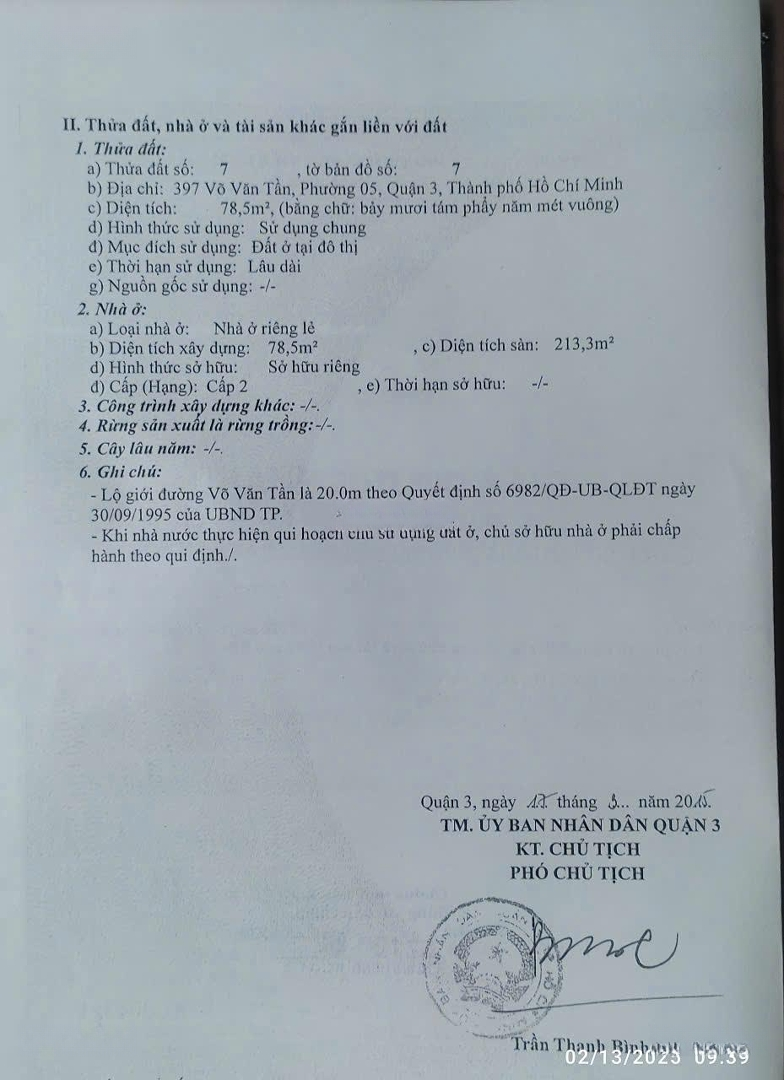 II. Thửa đất, nhà ở và tài sản khác gắn liền với đất
1. Thửa đất:
a) Thửa đất số: 7 , tờ bản đồ số: 7
b) Địa chỉ: 397 Võ Văn Tần, Phường 05, Quận 3, Thành phố Hồ Chí Minh
c) Diện tích: 78,5m², (bằng chữ: bảy mươi tám phẩy năm mét vuông)
d) Hình thức sử dụng: Sử dụng chung
đ) Mục đích sử dụng: Đất ở tại đô thị
e) Thời hạn sử dụng: Lâu dài
g) Nguồn gốc sử dụng: -/-
2. Nhà ở:
a) Loại nhà ở: Nhà ở riêng lẻ
b) Diện tích xây dựng: 78,5m² , c) Diện tích sàn: 213,3m²
d) Hình thức sở hữu: Sở hữu riêng
đ) Cấp (Hạng): Cấp 2 , e) Thời hạn sở hữu: -/-
3. Công trình xây dựng khác: -/-.
4. Rừng sản xuất là rừng trồng: -/-.
5. Cây lâu năm: -/-.
6. Ghi chú:
- Lộ giới đường Võ Văn Tần là 20.0m theo Quyết định số 6982/QĐ-UB-QLĐT ngày
30/09/1995 của UBND TP.
- Khi nhà nước thực hiện qui hoạch chủ sử dụng đất ở, chủ sở hữu nhà ở phải chấp
hành theo qui định./.
Quận 3, ngày 17 tháng 3... năm 2015.
TM. ỦY BAN NHÂN DÂN QUẬN 3
KT. CHỦ TỊCH
PHÓ CHỦ TỊCH
Trần Thanh Bình
02/13/2025 09:39